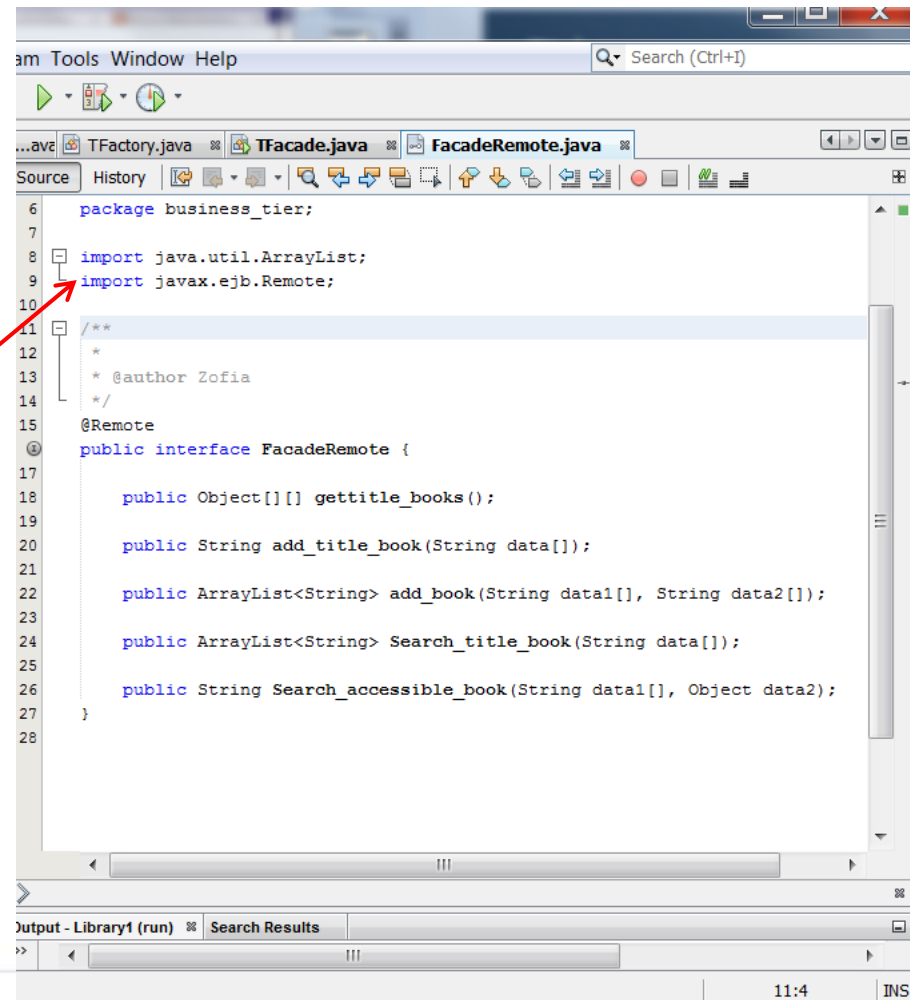 am Tools Window Help
Search (Ctrl+I)
...ava TFactory.java TFacade.java FacadeRemote.java
Source History
6 package business_tier;
7
8 import java.util.ArrayList;
9 import javax.ejb.Remote;
10
11 /**
12 *
13 * @author Zofia
14 */
15 @Remote
public interface FacadeRemote {
17
18 public Object[][] gettitle_books();
19
20 public String add_title_book(String data[]);
21
22 public ArrayList<String> add_book(String data1[], String data2[]);
23
24 public ArrayList<String> Search_title_book(String data[]);
25
26 public String Search_accessible_book(String data1[], Object data2);
27 }
28
Output - Library1 (run) Search Results
11:4 INS